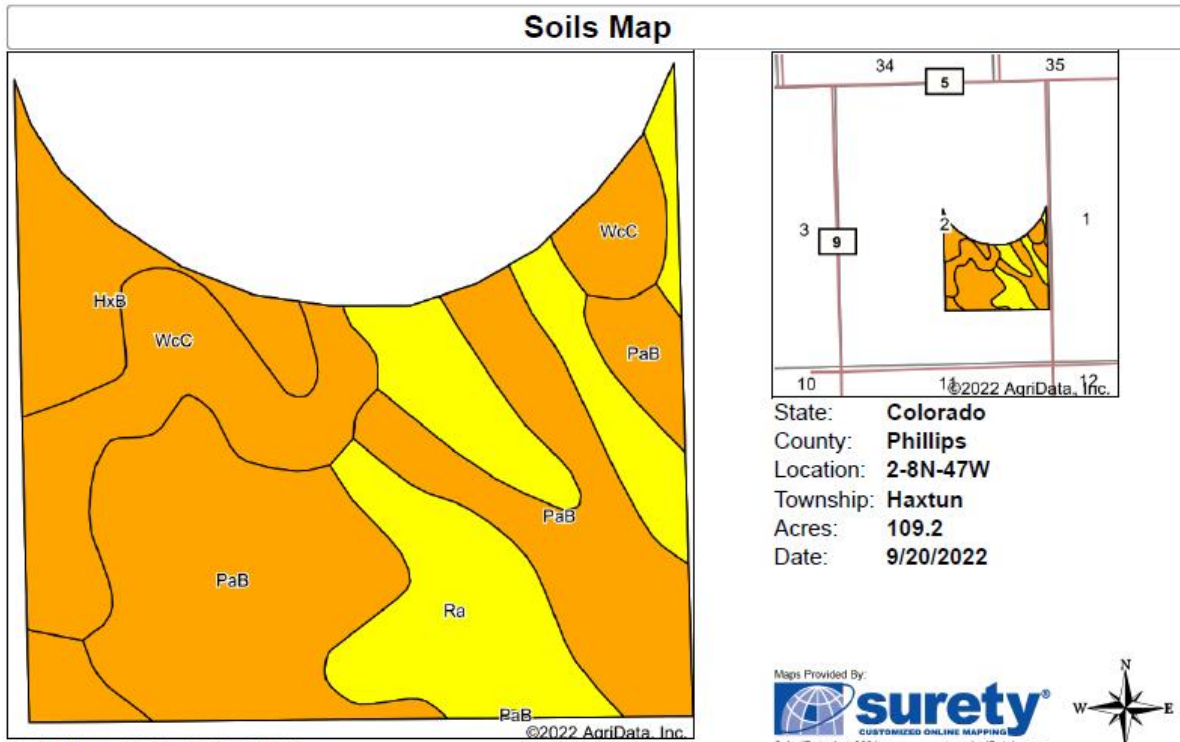 Soils Map
HxB
WcC
WcC
PaB
PaB
PaB
Ra
PaB
©2022 AgriData, Inc.
34
35
5
3
9
2
1
10
11
12
©2022 AgriData, Inc.
State: Colorado
County: Phillips
Location: 2-8N-47W
Township: Haxtun
Acres: 109.2
Date: 9/20/2022
Maps Provided By:
surety®
CUSTOMIZED ONLINE MAPPING
N
W
E